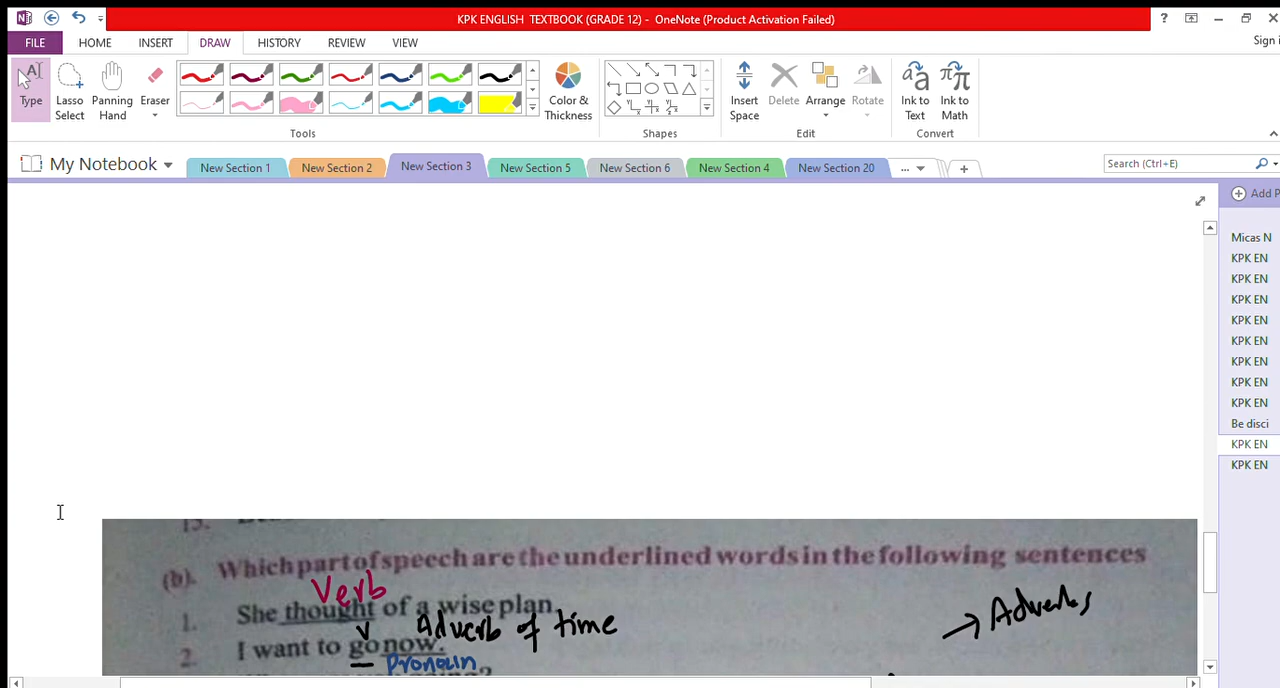 KPK ENGLISH TEXTBOOK (GRADE 12) - OneNote (Product Activation Failed)
?
FILE HOME INSERT DRAW HISTORY REVIEW VIEW
Sign i
Type
Lasso Select
Panning Hand
Eraser
Color & Thickness
Insert Space
Delete
Arrange
Rotate
Ink to Text
Ink to Math
Tools Shapes Edit Convert
My Notebook New Section 1 New Section 2 New Section 3 New Section 5 New Section 6 New Section 4 New Section 20 ...
Search (Ctrl+E)
Add P
Micas N
KPK EN
KPK EN
KPK EN
KPK EN
KPK EN
KPK EN
KPK EN
KPK EN
Be disci
KPK EN
KPK EN
(b). Which part of speech are the underlined words in the following sentences
Verb
1. She thought of a wise plan.
→ Adverbs
v Adverb of time
2. I want to go now.
Pronoun